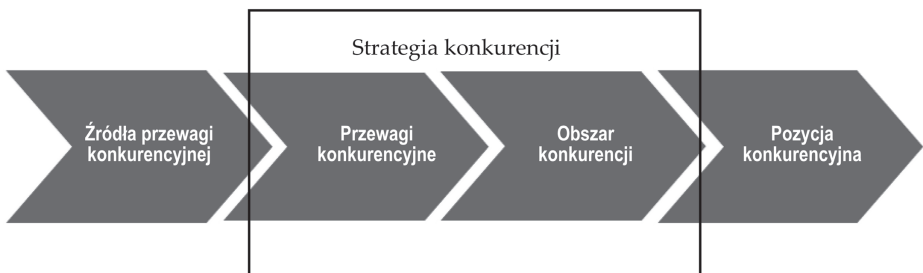 Strategia konkurencji
Źródła przewagi
konkurencyjnej
Przewagi
konkurencyjne
Obszar
konkurencji
Pozycja
konkurencyjna